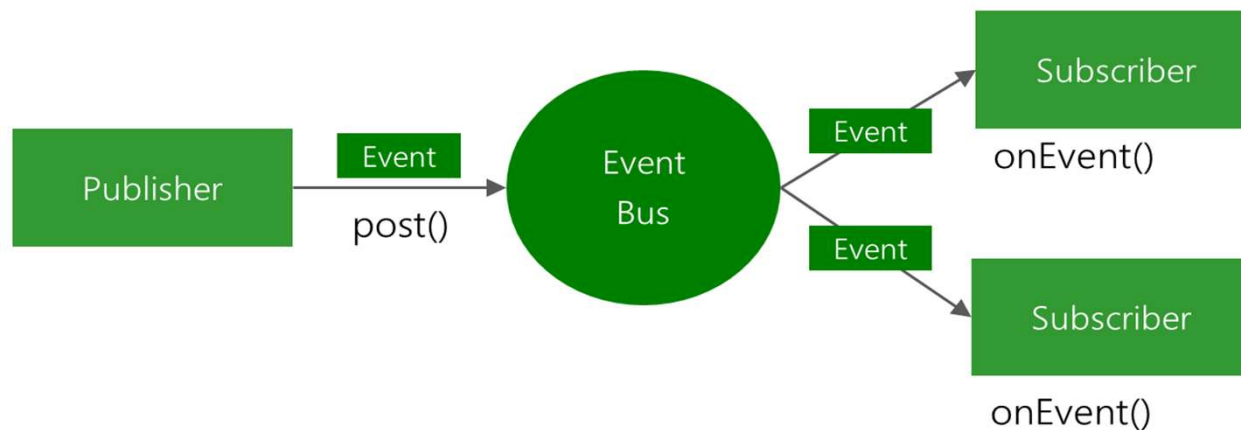 Publisher
Event
post()
Event
Bus
Event
Subscriber
onEvent()
Event
Subscriber
onEvent()